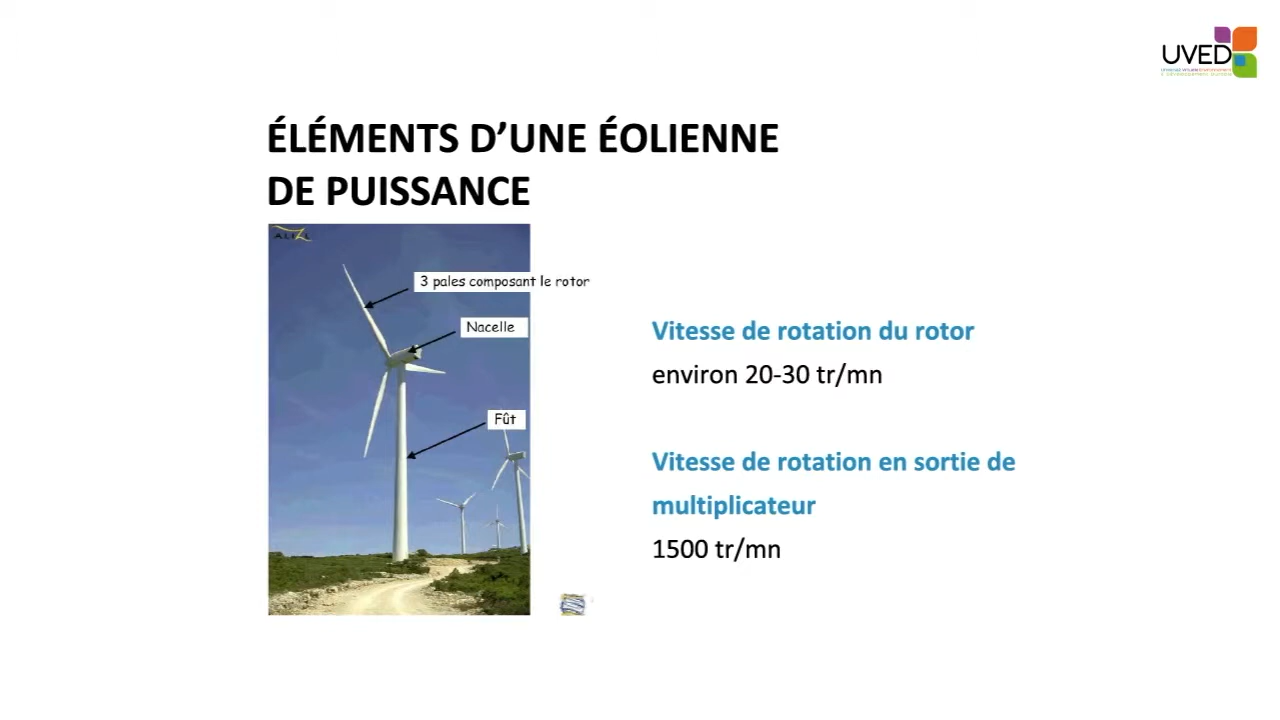 UVED
ÉLÉMENTS D’UNE ÉOLIENNE
DE PUISSANCE
3 pales composant le rotor
Nacelle
Fût
Vitesse de rotation du rotor
environ 20-30 tr/mn
Vitesse de rotation en sortie de
multiplicateur
1500 tr/mn